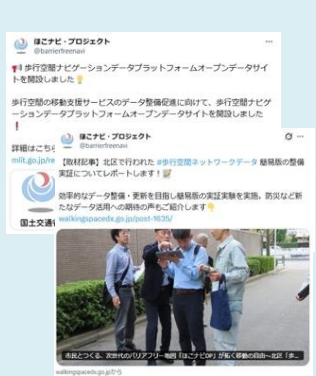 ほこナビ・プロジェクト
@barrierfreenavi
歩行空間ナビゲーションデータプラットフォームオープンデータサイ
トを開設しました
歩行空間の移動支援サービスのデータ整備促進に向けて、歩行空間ナビゲ
ーションデータプラットフォームオープンデータサイトを開設しました
詳細はこちら
mlit.go.jp/re
国土交通省
ほこナビ・プロジェクト
@barrierfreenavi
【取材記事】北区で行われた #歩行空間ネットワークデータ 簡易版の整備
実証についてレポートします！
効率的なデータ整備・更新を目指し簡易版の実証実験を実施。防災など新
たなデータ活用への期待の声もご紹介します
walkingspacedx.go.jp/post-1635/
市民とつくる、次世代のバリアフリー地図「ほこナビDP」が拓く移動の自由～北区「歩...
walkingspacedx.go.jpから